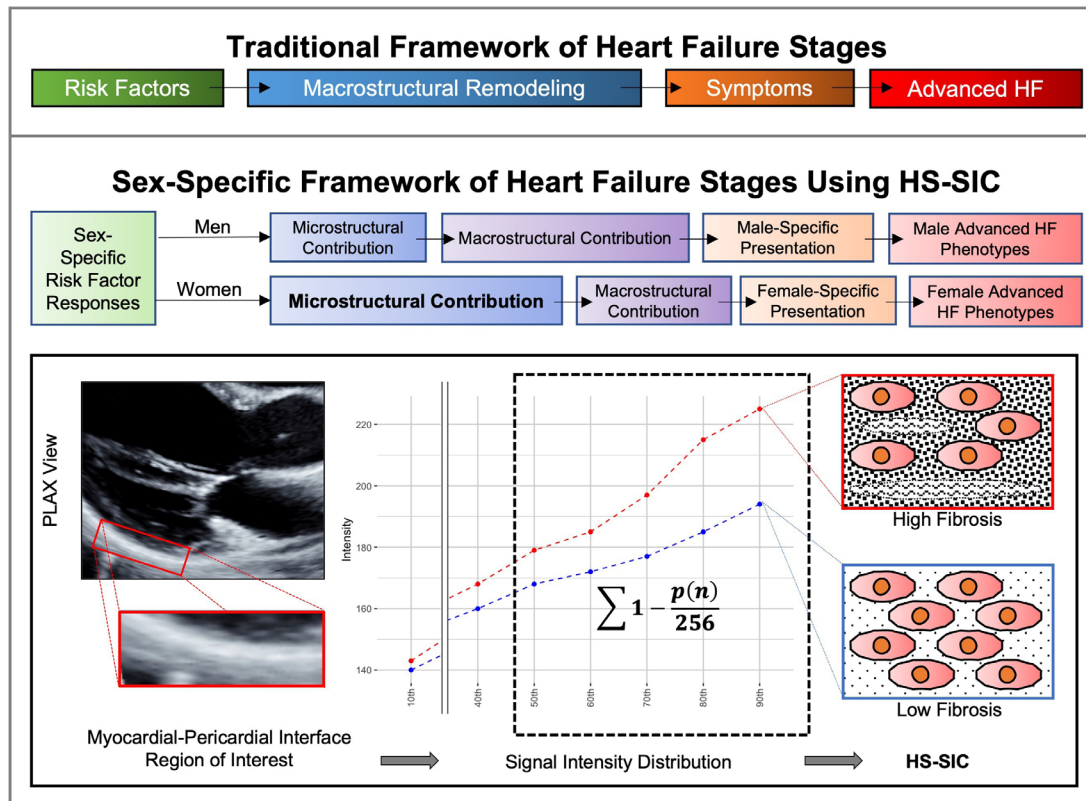 Traditional Framework of Heart Failure Stages
Risk Factors
Macrostructural Remodeling
Symptoms
Advanced HF
Sex-Specific Framework of Heart Failure Stages Using HS-SIC
Sex-
Specific
Risk Factor
Responses
Men
Microstructural
Contribution
Macrostructural Contribution
Male-Specific
Presentation
Male Advanced HF
Phenotypes
Women
Microstructural Contribution
Macrostructural
Contribution
Female-Specific
Presentation
Female Advanced
HF Phenotypes
PLAX View
Intensity
220
200
180
160
140
10th
40th
50th
60th
70th
80th
90th
∑ 1 − p(n)/256
High Fibrosis
Low Fibrosis
Myocardial-Pericardial Interface
Region of Interest
Signal Intensity Distribution
HS-SIC